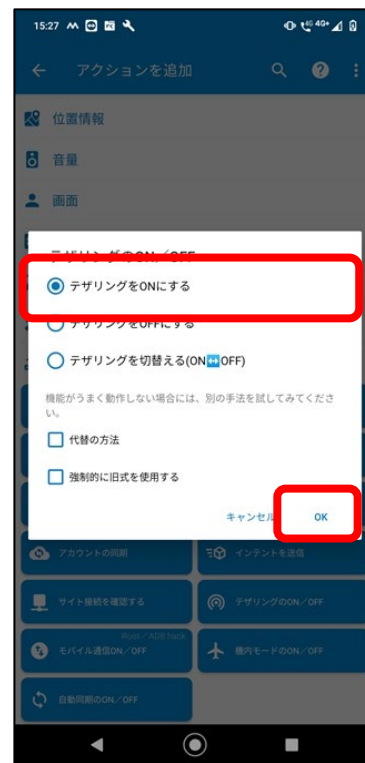 15:27
アクションを追加
位置情報
音量
画面
テザリングのON／OFF
テザリングをONにする
テザリングをOFFにする
テザリングを切替える(ON↔OFF)
機能がうまく動作しない場合には、別の手法を試してみてくださ
い。
代替の方法
強制的に旧式を使用する
キャンセル OK
アカウントの同期 インテントを送信
サイト接続を確認する テザリングのON／OFF
Root／ADB hack
モバイル通信ON／OFF 機内モードのON／OFF
自動同期のON／OFF